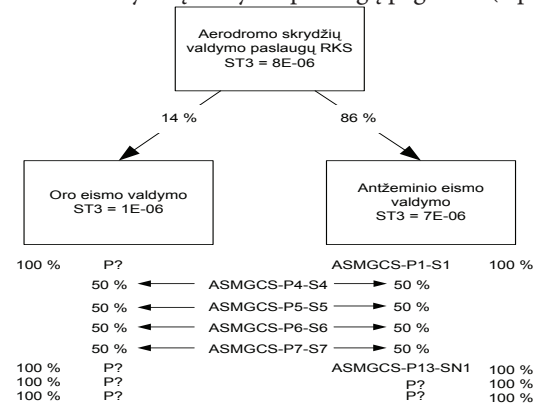 Aerodromo skrydžių
valdymo paslaugų RKS
ST3 = 8E-06
14 %
86 %
Oro eismo valdymo
ST3 = 1E-06
Antžeminio eismo
valdymo
ST3 = 7E-06
100 % P? ASMGCS-P1-S1 100 %
50 % ASMGCS-P4-S4 50 %
50 % ASMGCS-P5-S5 50 %
50 % ASMGCS-P6-S6 50 %
50 % ASMGCS-P7-S7 50 %
100 % P? ASMGCS-P13-SN1 100 %
100 % P? P? 100 %
100 % P? P? 100 %